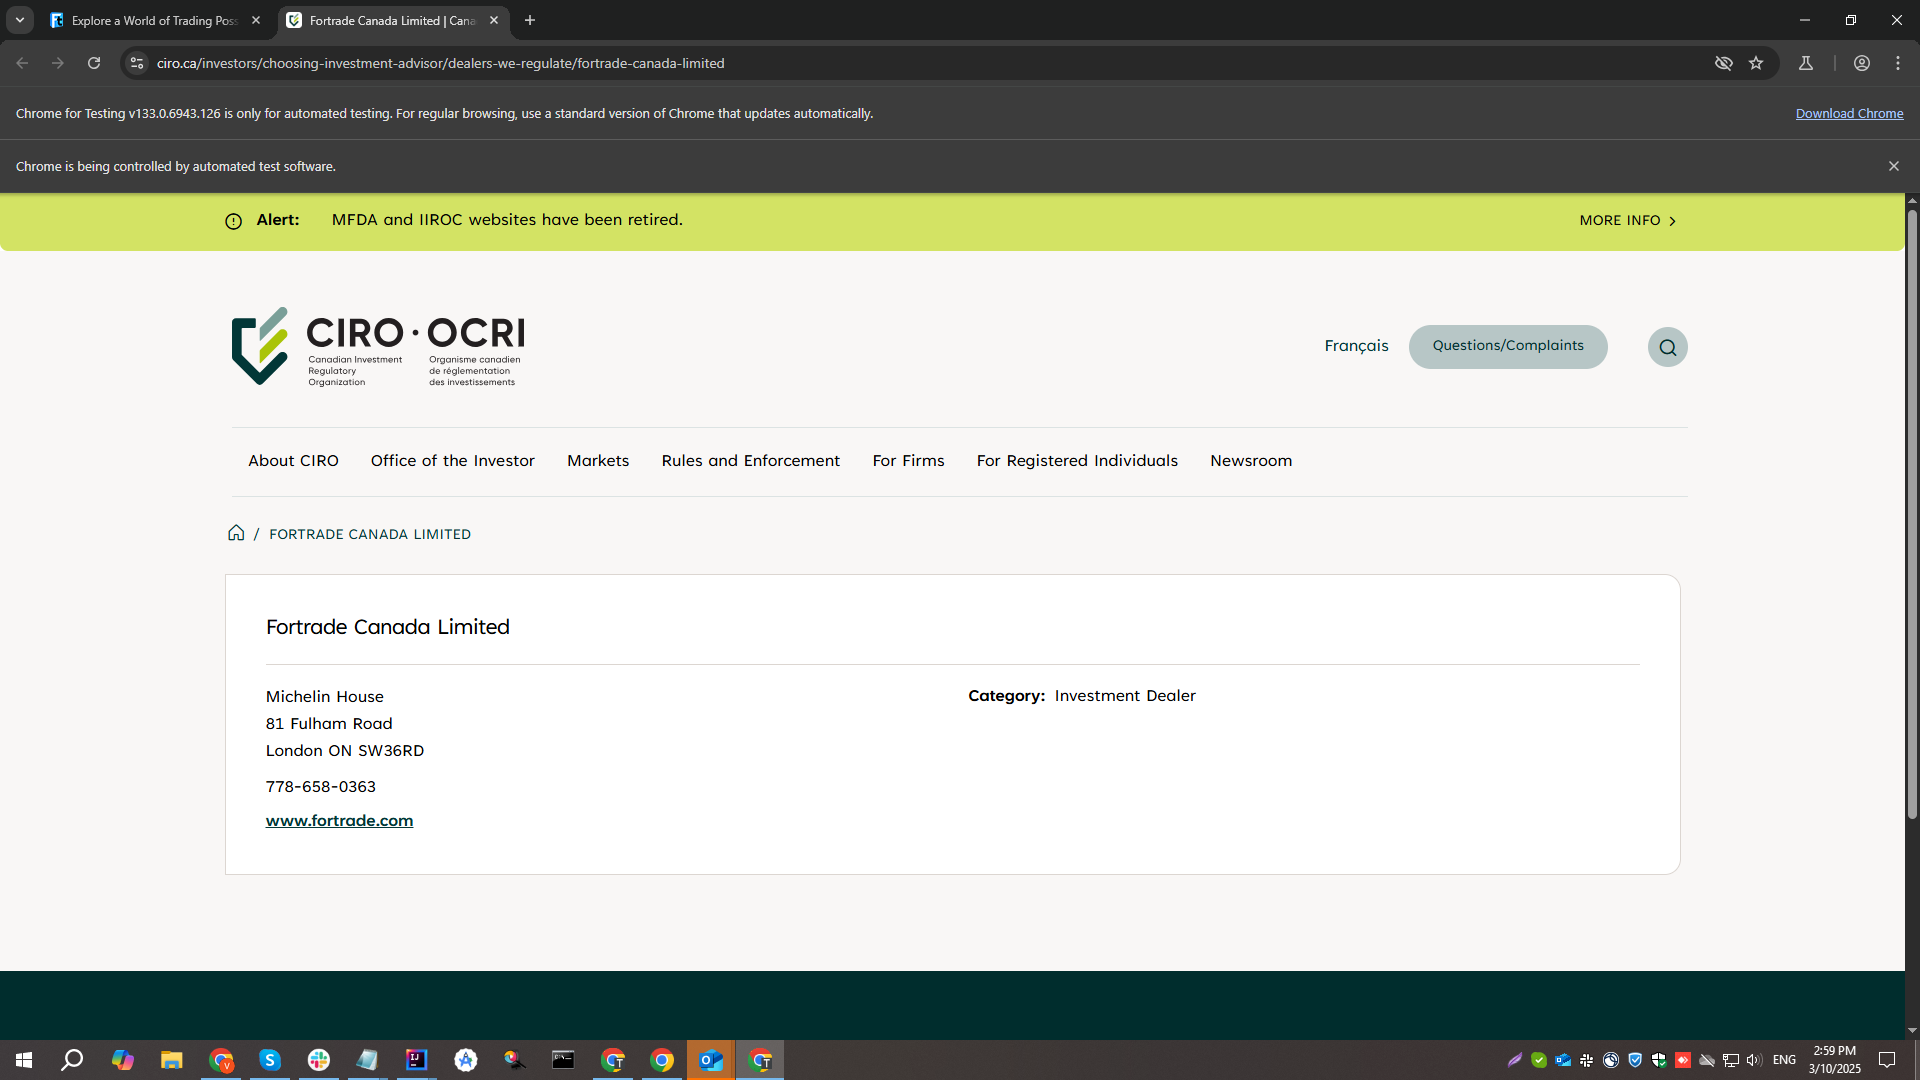 Explore a World of Trading Poss
Fortrade Canada Limited | Cana
ciro.ca/investors/choosing-investment-advisor/dealers-we-regulate/fortrade-canada-limited
Chrome for Testing v133.0.6943.126 is only for automated testing. For regular browsing, use a standard version of Chrome that updates automatically.
Download Chrome
Chrome is being controlled by automated test software.
Alert: MFDA and IIROC websites have been retired.
MORE INFO
CIRO · OCRI
Canadian Investment
Regulatory
Organization
Organisme canadien
de réglementation
des investissements
Français
Questions/Complaints
About CIRO
Office of the Investor
Markets
Rules and Enforcement
For Firms
For Registered Individuals
Newsroom
/ FORTRADE CANADA LIMITED
Fortrade Canada Limited
Michelin House
81 Fulham Road
London ON SW36RD
778-658-0363
www.fortrade.com
Category: Investment Dealer
ENG
2:59 PM
3/10/2025